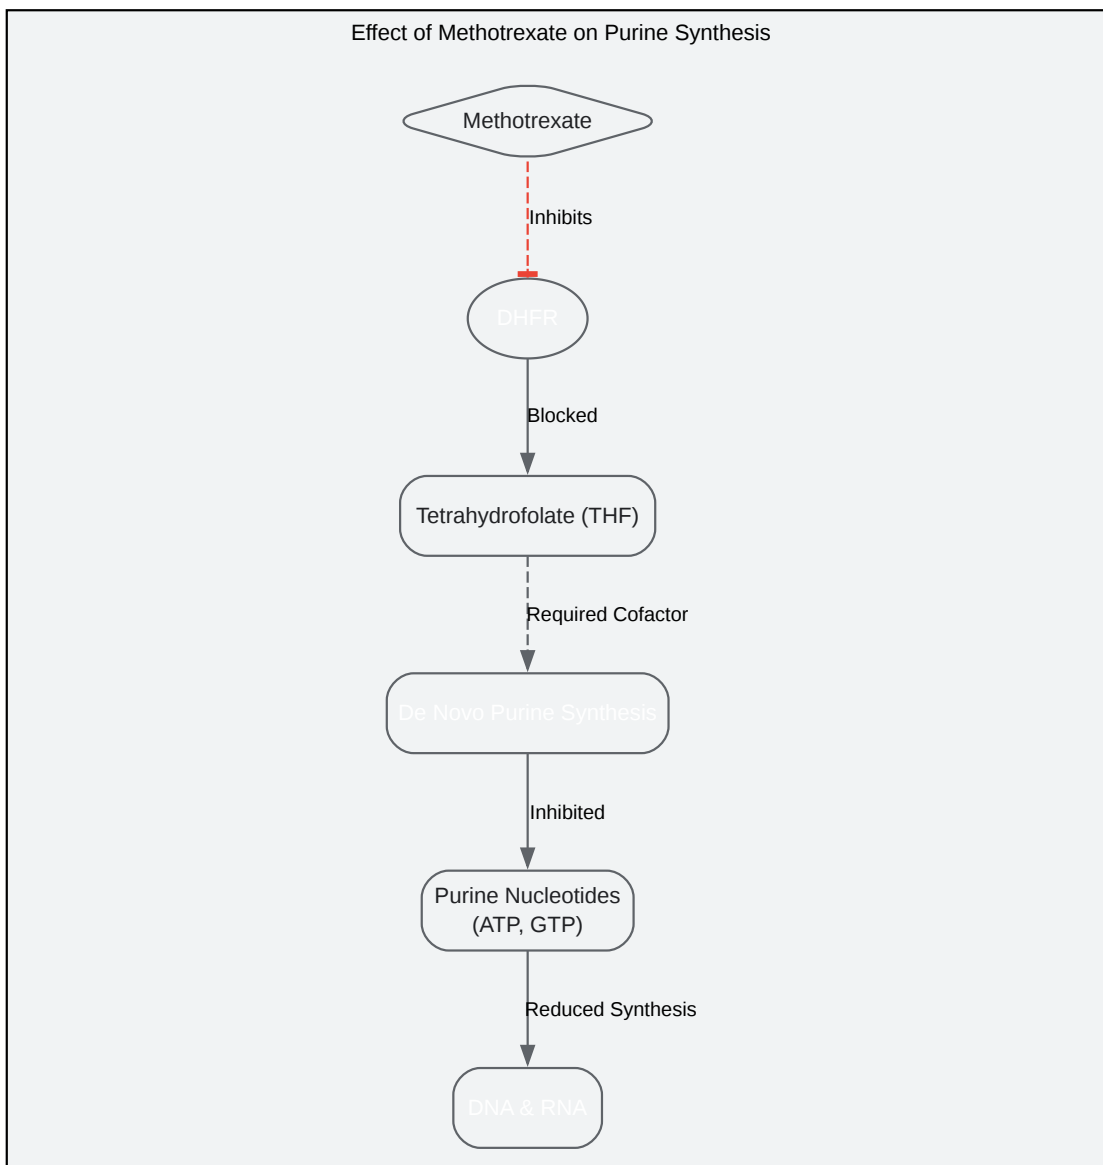 Effect of Methotrexate on Purine Synthesis
Methotrexate
Inhibits
DHFR
Blocked
Tetrahydrofolate (THF)
Required Cofactor
De Novo Purine Synthesis
Inhibited
Purine Nucleotides
(ATP, GTP)
Reduced Synthesis
DNA & RNA